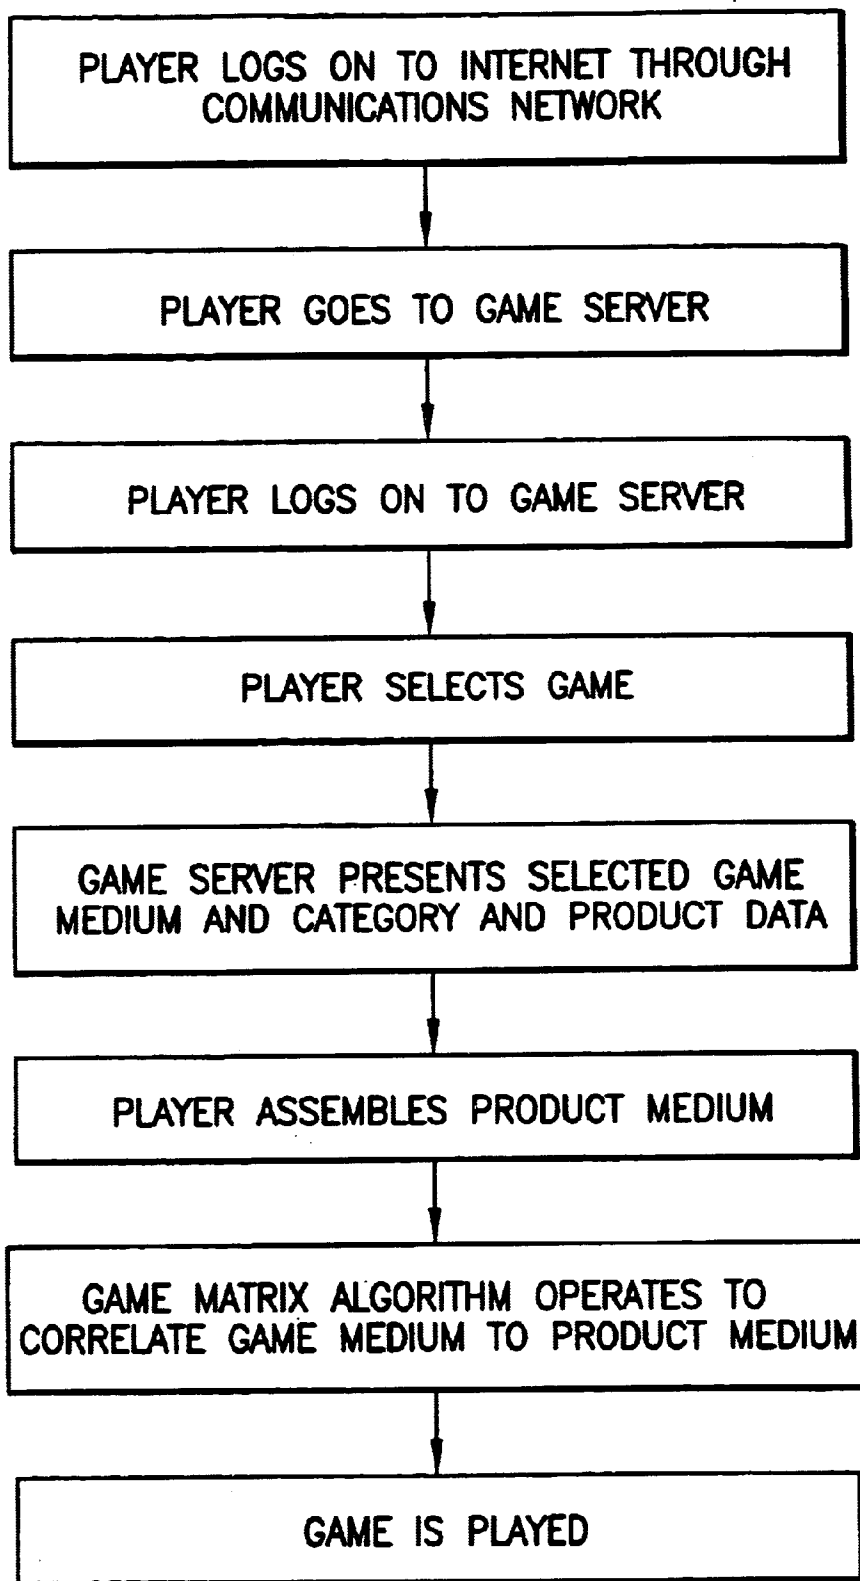 PLAYER LOGS ON TO INTERNET THROUGH
COMMUNICATIONS NETWORK
PLAYER GOES TO GAME SERVER
PLAYER LOGS ON TO GAME SERVER
PLAYER SELECTS GAME
GAME SERVER PRESENTS SELECTED GAME
MEDIUM AND CATEGORY AND PRODUCT DATA
PLAYER ASSEMBLES PRODUCT MEDIUM
GAME MATRIX ALGORITHM OPERATES TO
CORRELATE GAME MEDIUM TO PRODUCT MEDIUM
GAME IS PLAYED